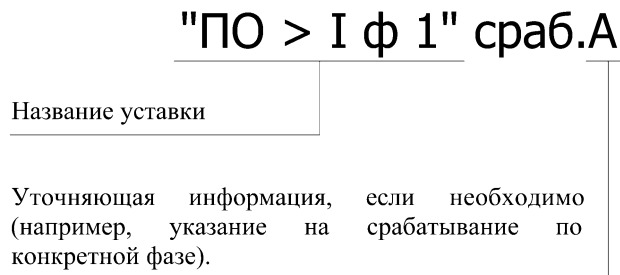 "ПО > I ф 1" сраб.А
Название уставки
Уточняющая информация, если необходимо
(например, указание на срабатывание по
конкретной фазе).